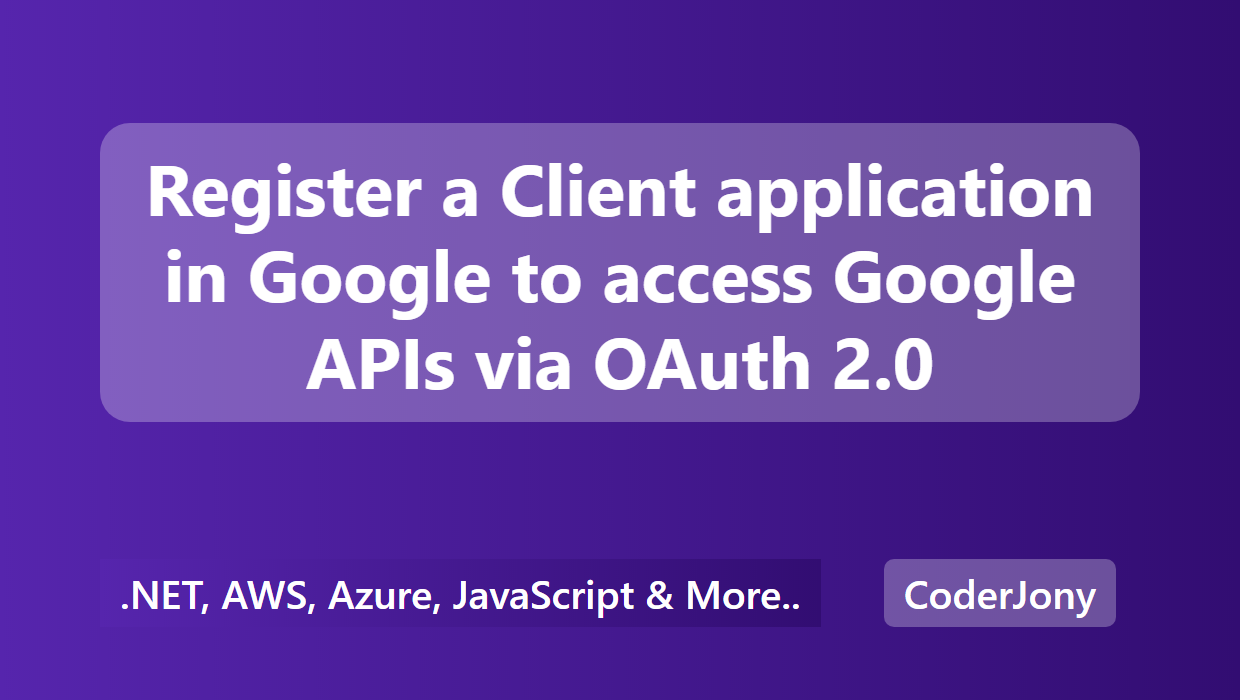 Register a Client application
in Google to access Google
APIs via OAuth 2.0
.NET, AWS, Azure, JavaScript & More..
CoderJony